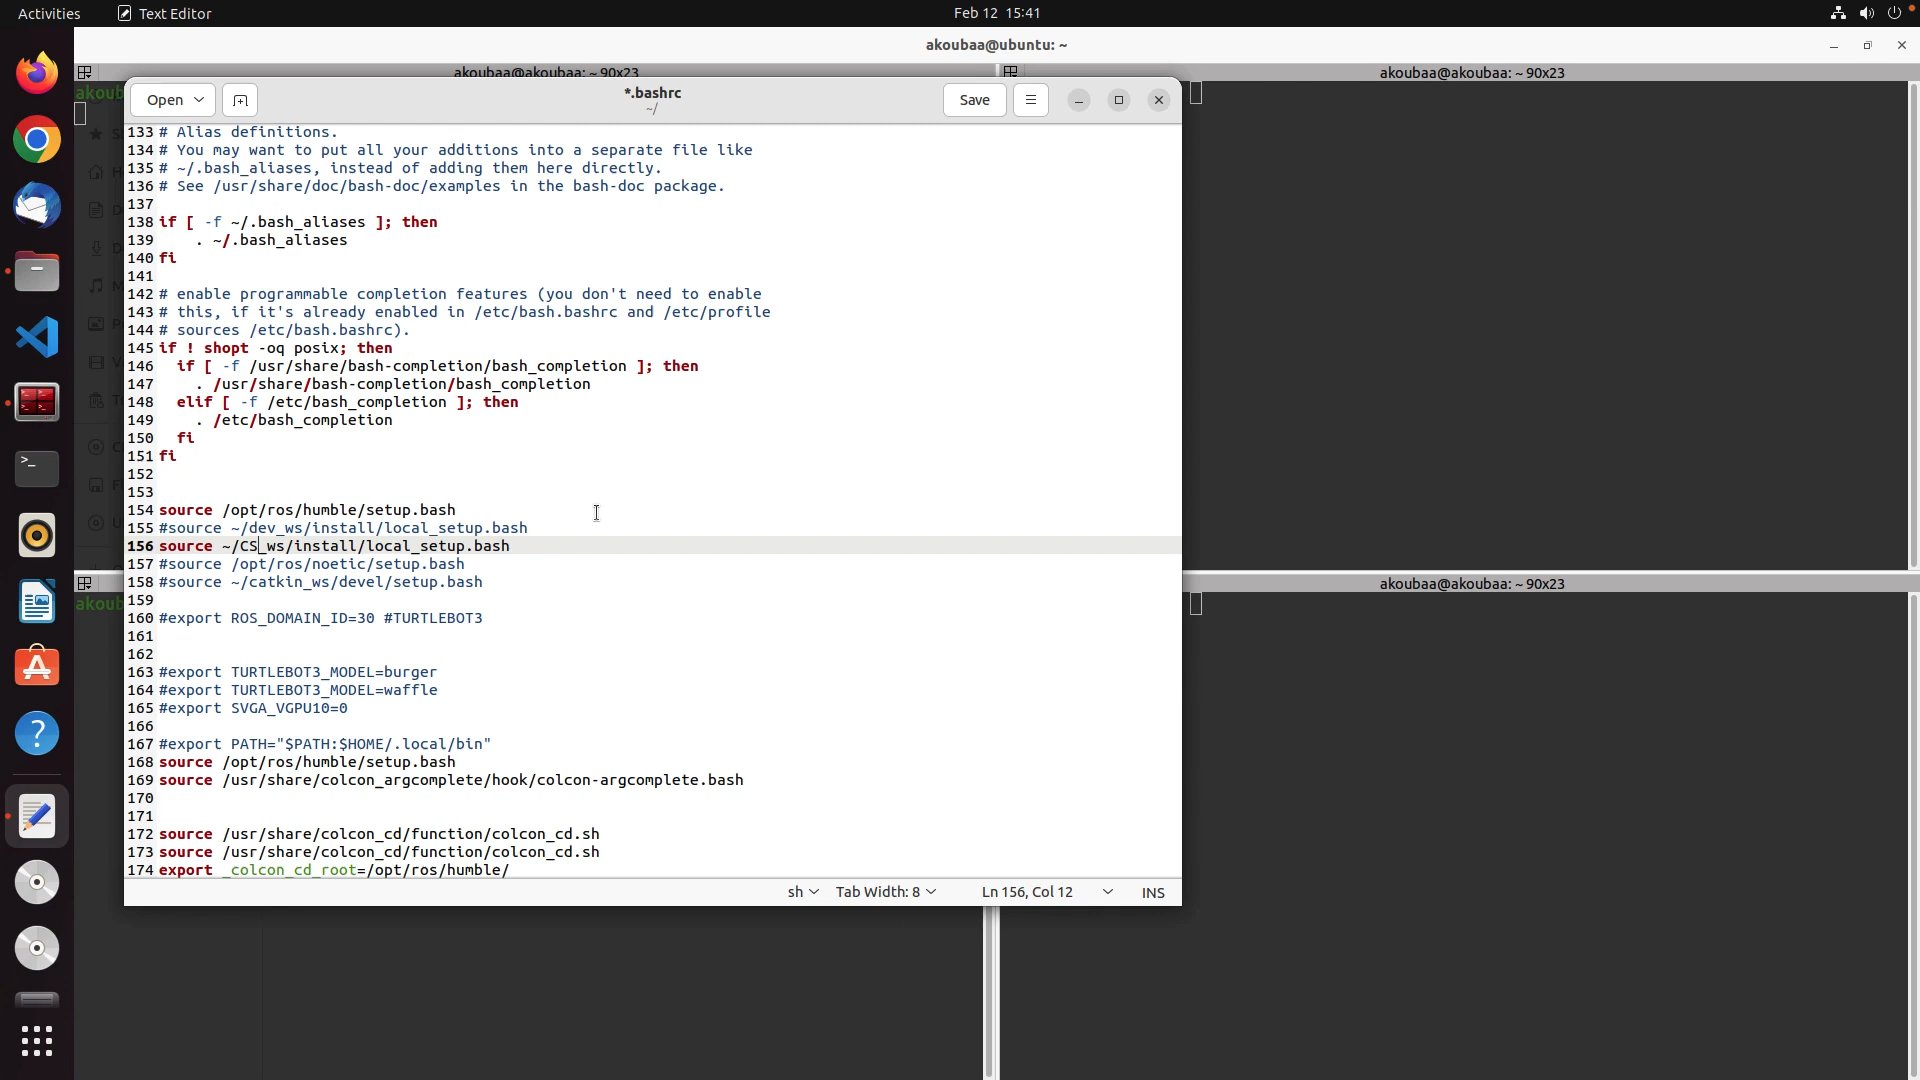 Activities
Text Editor
Feb 12 15:41
akoubaa@ubuntu: ~
akoubaa@akoubaa: ~ 90x23
akoubaa@akoubaa: ~ 90x23
akoub
Open
*.bashrc
~/
Save
133 # Alias definitions.
134 # You may want to put all your additions into a separate file like
135 # ~/.bash_aliases, instead of adding them here directly.
136 # See /usr/share/doc/bash-doc/examples in the bash-doc package.
137
138 if [ -f ~/.bash_aliases ]; then
139     . ~/.bash_aliases
140 fi
141
142 # enable programmable completion features (you don't need to enable
143 # this, if it's already enabled in /etc/bash.bashrc and /etc/profile
144 # sources /etc/bash.bashrc).
145 if ! shopt -oq posix; then
146   if [ -f /usr/share/bash-completion/bash_completion ]; then
147     . /usr/share/bash-completion/bash_completion
148   elif [ -f /etc/bash_completion ]; then
149     . /etc/bash_completion
150   fi
151 fi
152
153
154 source /opt/ros/humble/setup.bash
155 #source ~/dev_ws/install/local_setup.bash
156 source ~/CS_ws/install/local_setup.bash
157 #source /opt/ros/noetic/setup.bash
158 #source ~/catkin_ws/devel/setup.bash
159
160 #export ROS_DOMAIN_ID=30 #TURTLEBOT3
161
162
163 #export TURTLEBOT3_MODEL=burger
164 #export TURTLEBOT3_MODEL=waffle
165 #export SVGA_VGPU10=0
166
167 #export PATH="$PATH:$HOME/.local/bin"
168 source /opt/ros/humble/setup.bash
169 source /usr/share/colcon_argcomplete/hook/colcon-argcomplete.bash
170
171
172 source /usr/share/colcon_cd/function/colcon_cd.sh
173 source /usr/share/colcon_cd/function/colcon_cd.sh
174 export _colcon_cd_root=/opt/ros/humble/
sh
Tab Width: 8
Ln 156, Col 12
INS
akoub
akoubaa@akoubaa: ~ 90x23